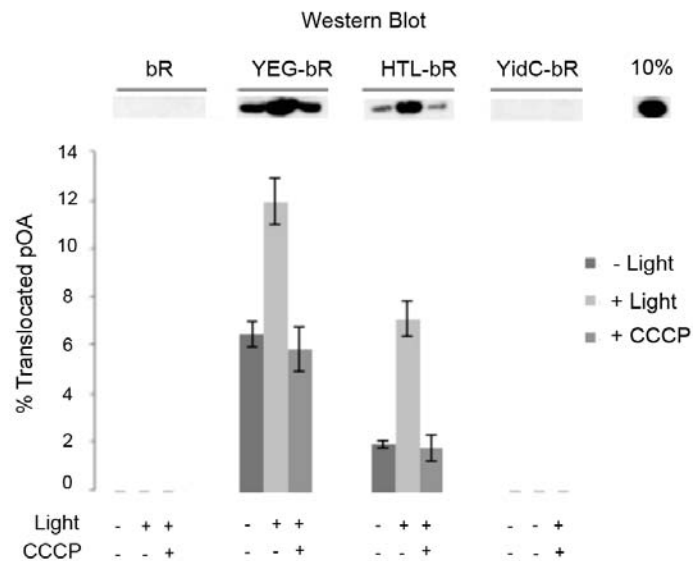 Western Blot
bR YEG-bR HTL-bR YidC-bR 10%
14
12
10
8
6
4
2
0
% Translocated pOA
- Light
+ Light
+ CCCP
Light - + + - + + - + + - - +
CCCP - - + - - + - - + - - +